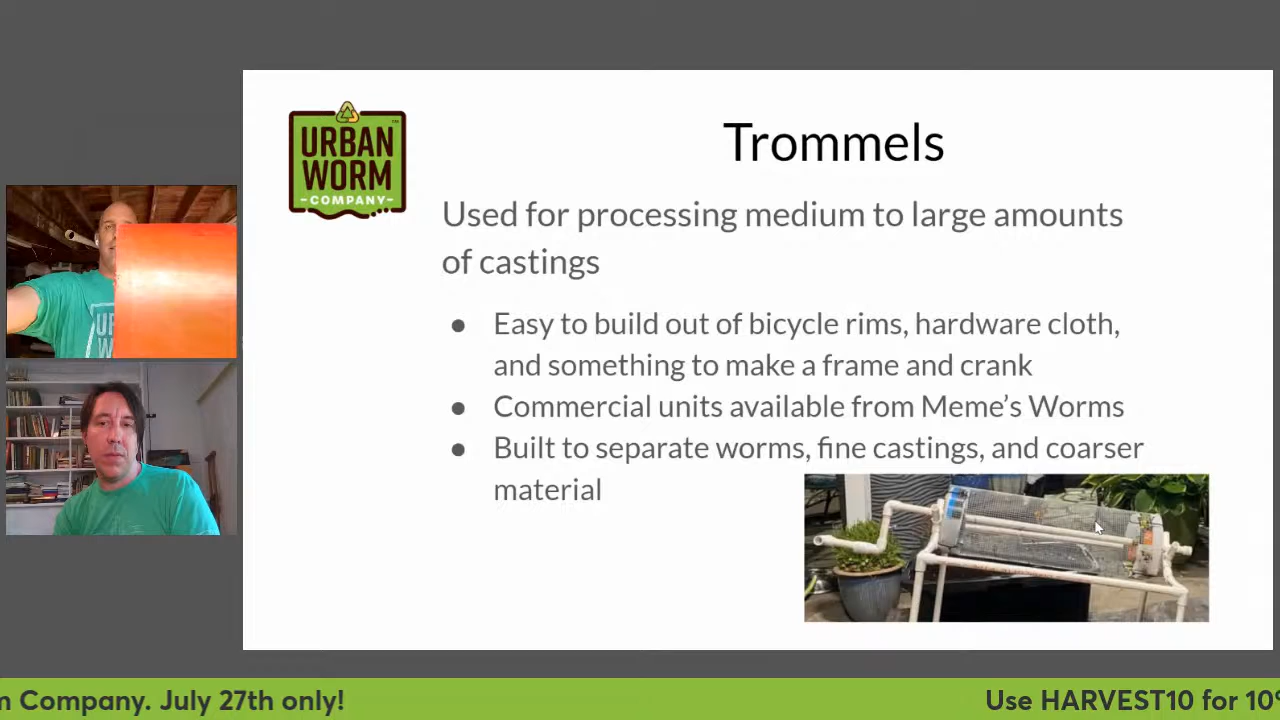 URBAN
WORM
COMPANY
Trommels
Used for processing medium to large amounts
of castings
● Easy to build out of bicycle rims, hardware cloth,
and something to make a frame and crank
● Commercial units available from Meme's Worms
● Built to separate worms, fine castings, and coarser
material
m Company. July 27th only!
Use HARVEST10 for 10%